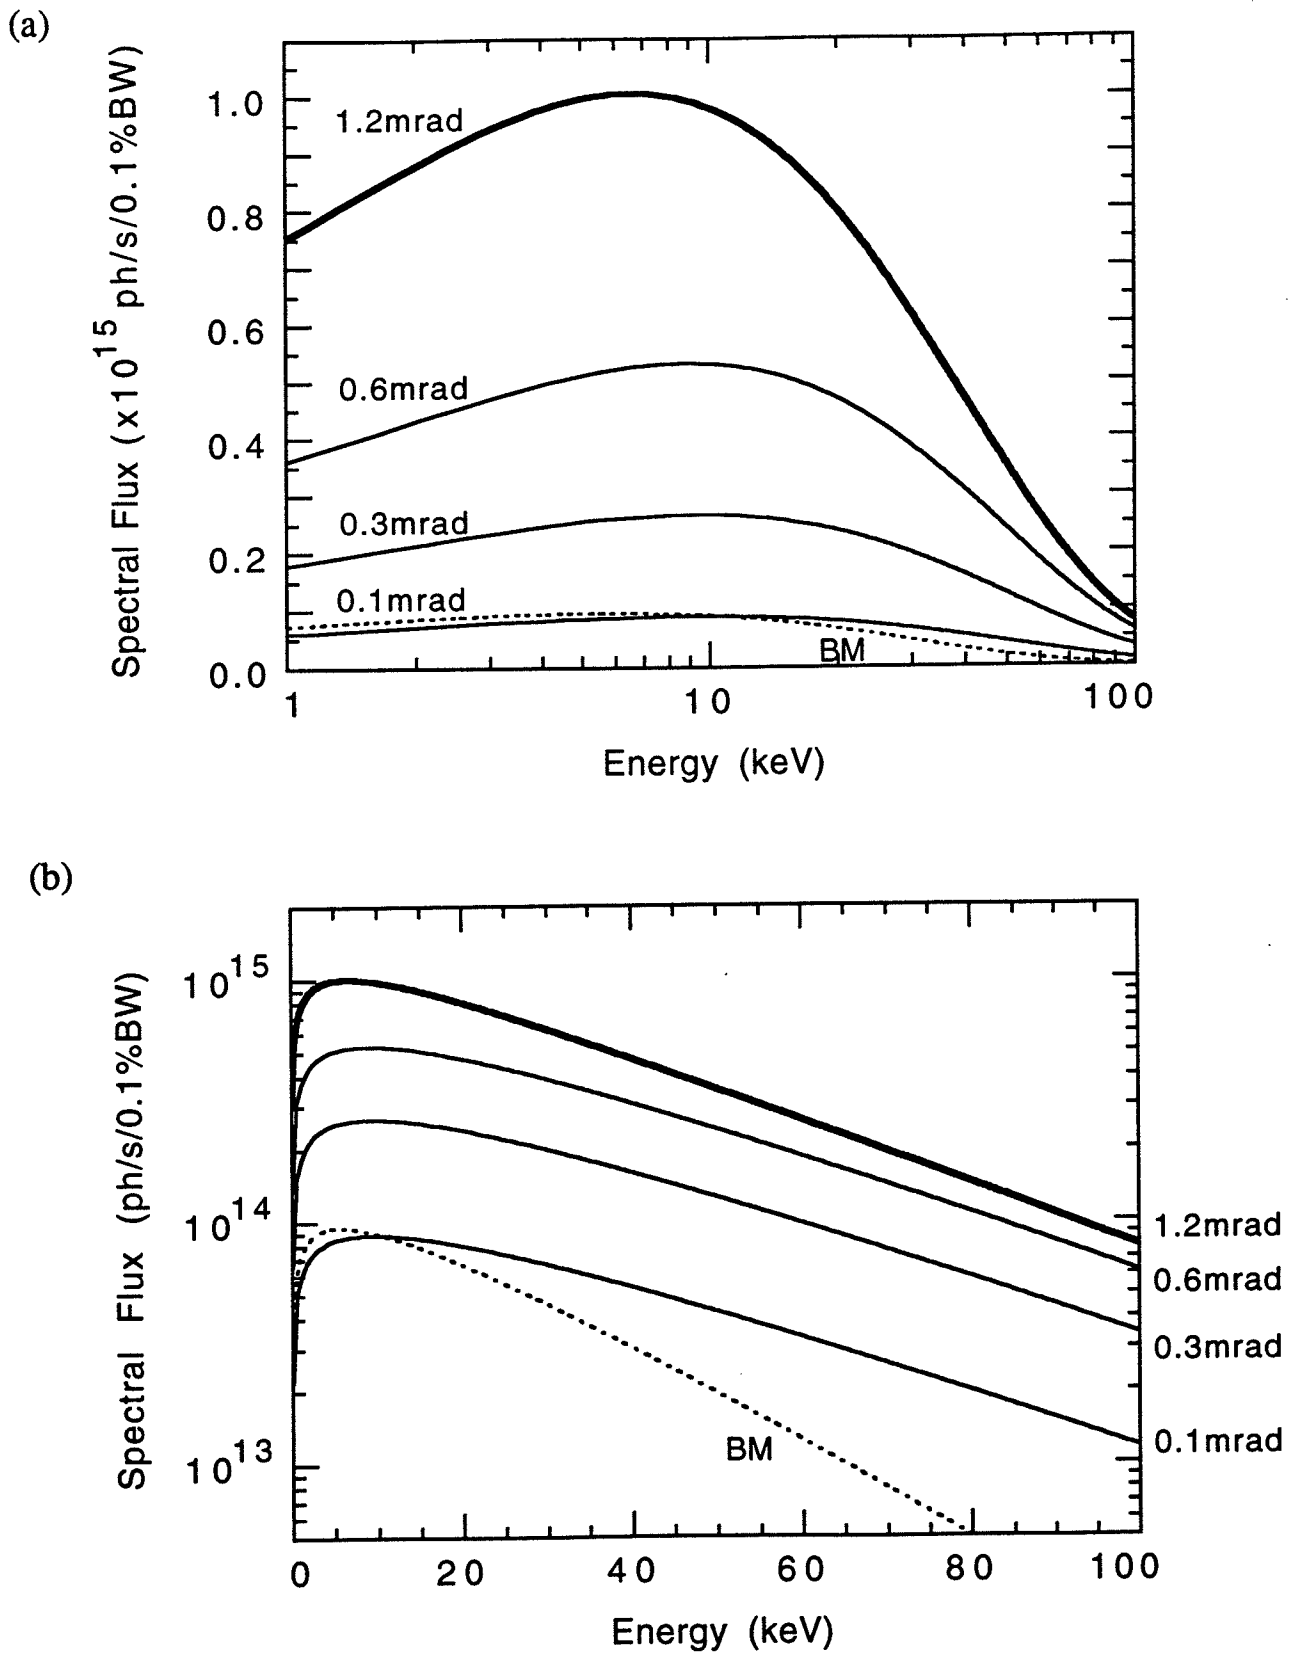 (a)
Spectral Flux (x10^15 ph/s/0.1%BW)
1.0
0.8
0.6
0.4
0.2
0.0
1.2mrad
0.6mrad
0.3mrad
0.1mrad
BM
1
10
100
Energy (keV)
(b)
Spectral Flux (ph/s/0.1%BW)
10^15
10^14
10^13
1.2mrad
0.6mrad
0.3mrad
0.1mrad
BM
0
20
40
60
80
100
Energy (keV)